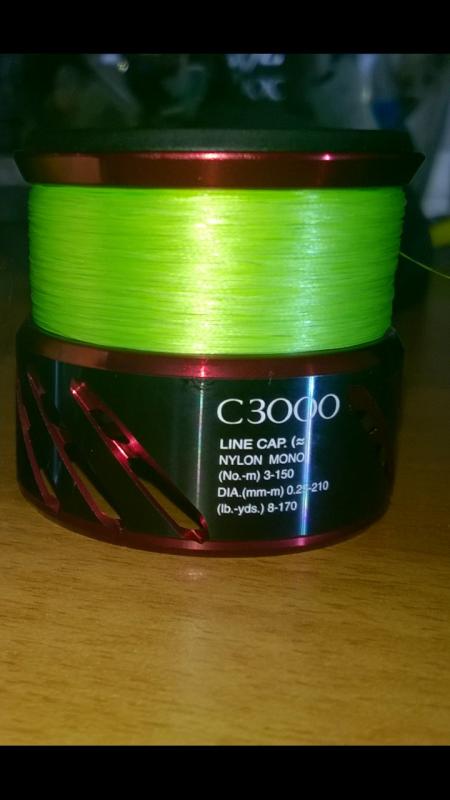 C3000
LINE CAP. (≈
NYLON MONO
(No.-m) 3-150
DIA.(mm-m) 0.25-210
(lb.-yds.) 8-170